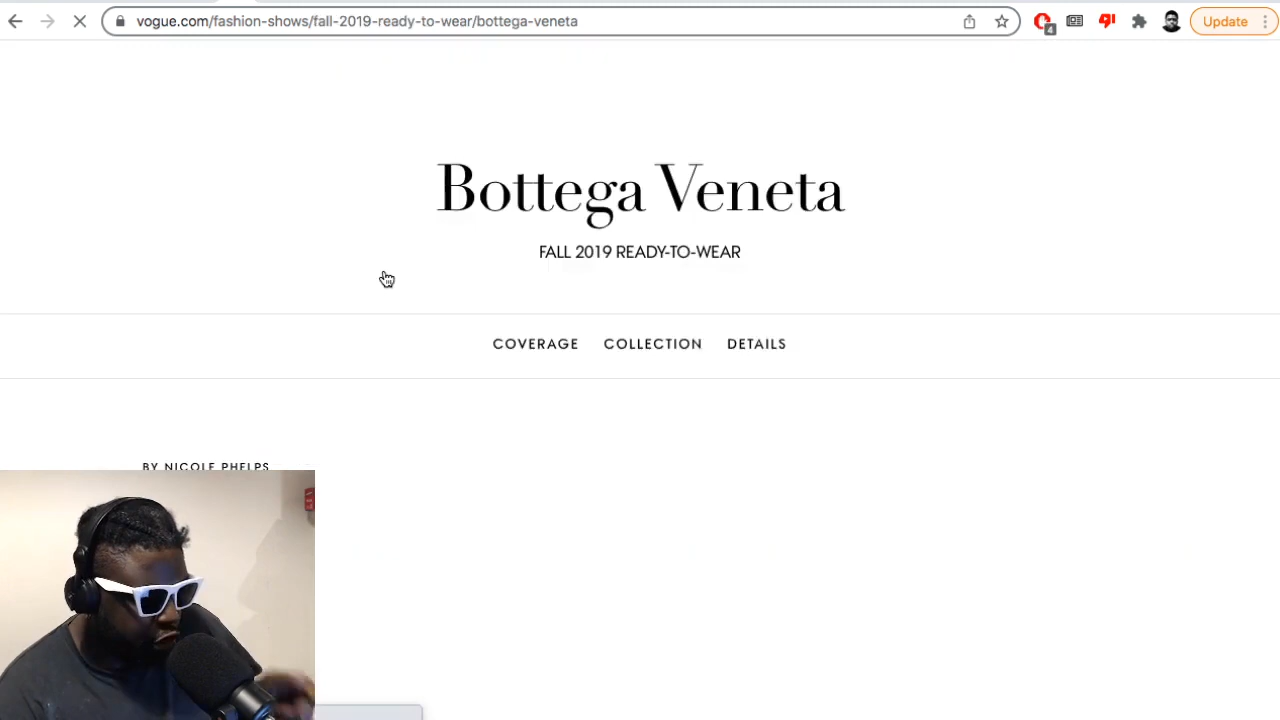 vogue.com/fashion-shows/fall-2019-ready-to-wear/bottega-veneta
4
Update
Bottega Veneta
FALL 2019 READY-TO-WEAR
COVERAGE COLLECTION DETAILS
BY NICOLE PHELPS